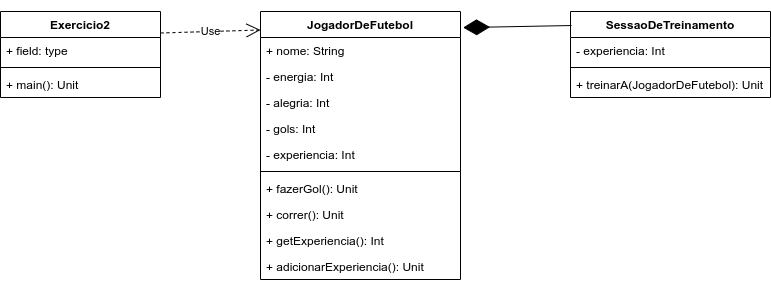 Exercicio2
+ field: type
+ main(): Unit
Use
JogadorDeFutebol
+ nome: String
- energia: Int
- alegria: Int
- gols: Int
- experiencia: Int
+ fazerGol(): Unit
+ correr(): Unit
+ getExperiencia(): Int
+ adicionarExperiencia(): Unit
SessaoDeTreinamento
- experiencia: Int
+ treinarA(JogadorDeFutebol): Unit